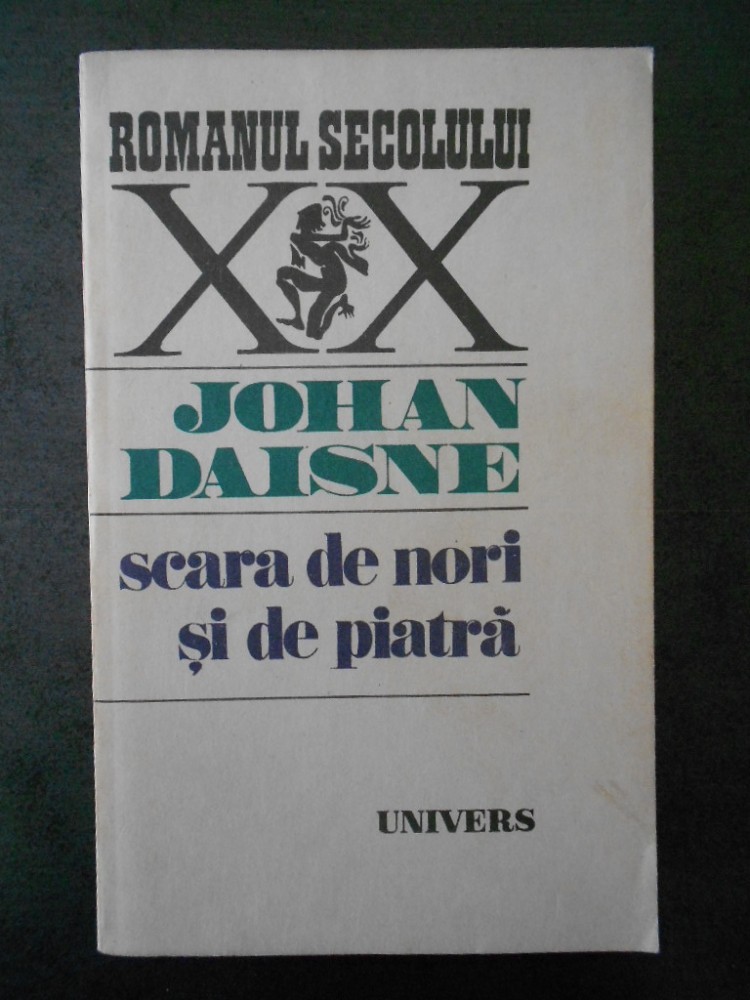 ROMANUL SECOLULUI
XX
JOHAN
DAISNE
scara de nori
și de piatră
UNIVERS